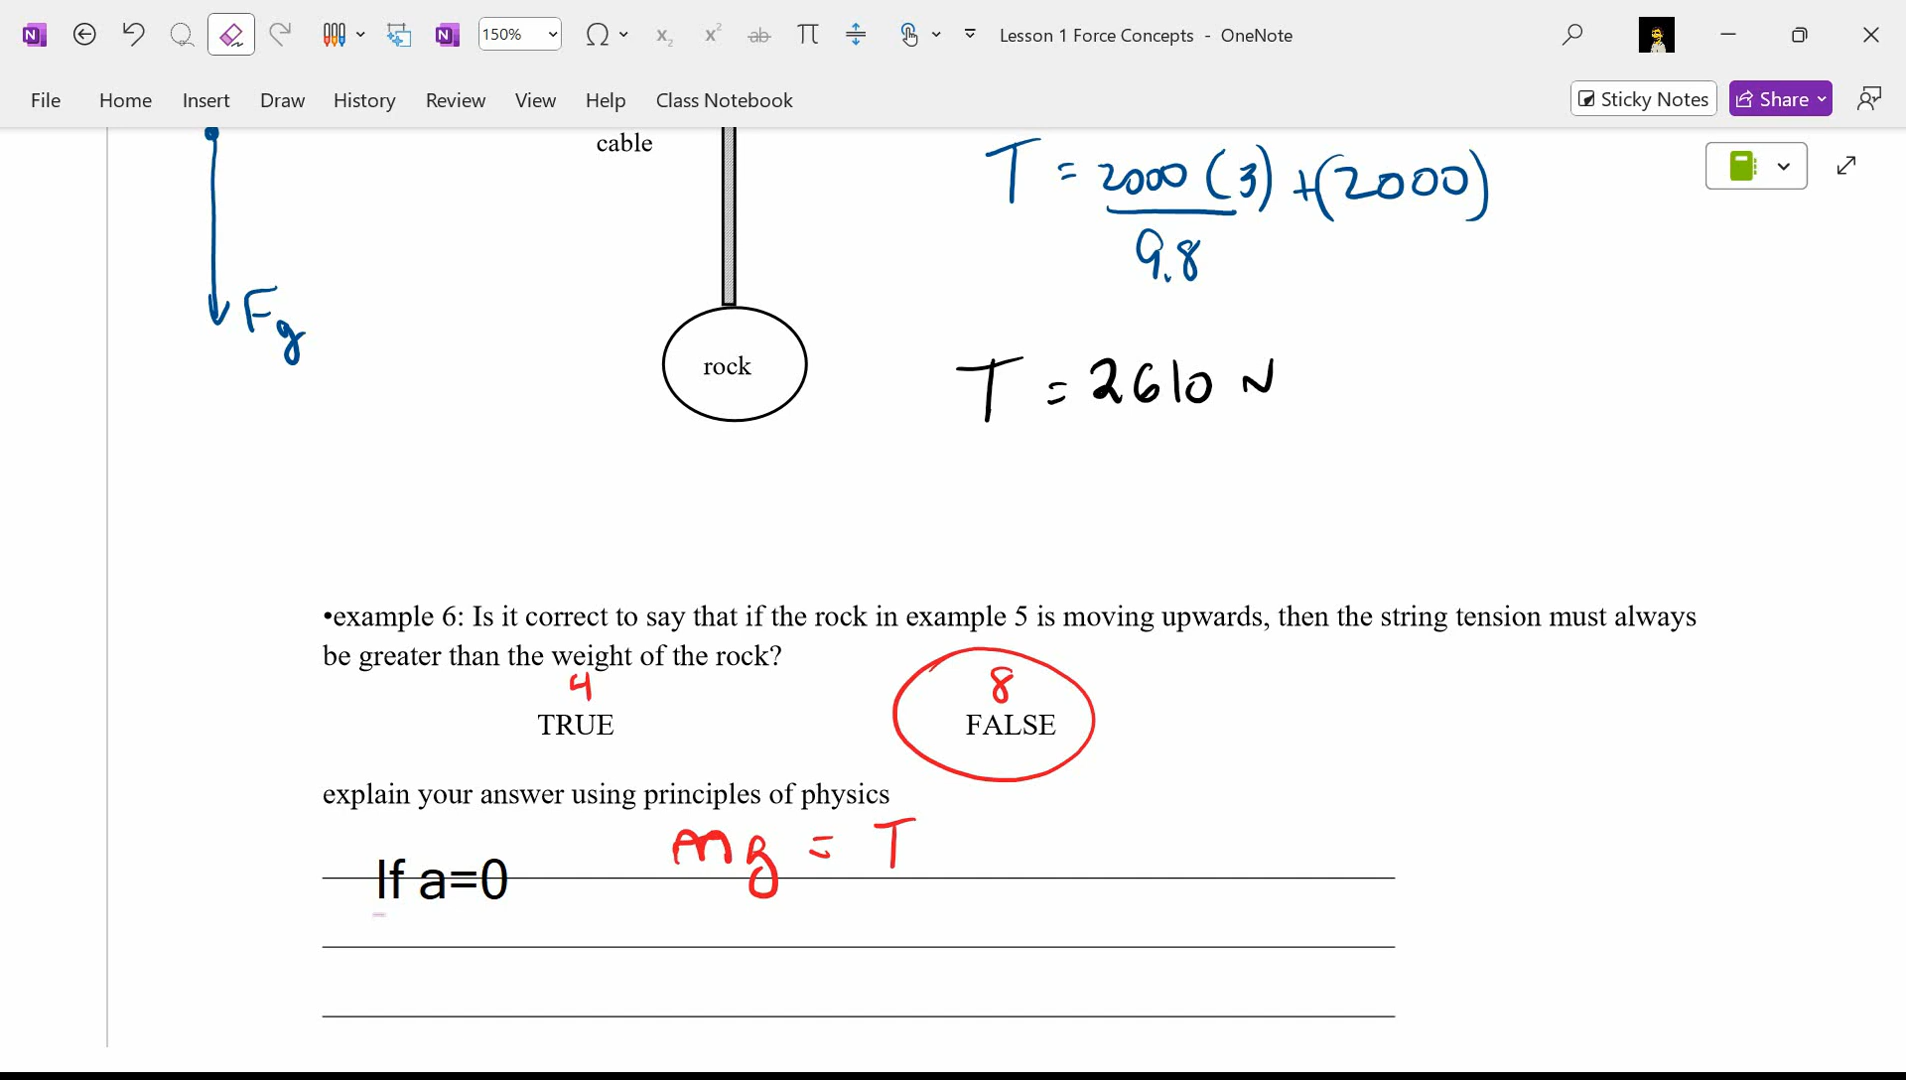 150%
Lesson 1 Force Concepts - OneNote
File Home Insert Draw History Review View Help Class Notebook
Sticky Notes
Share
cable
T = 2000 (3) + (2000)
9.8
Fg
rock
T = 2610 N
•example 6: Is it correct to say that if the rock in example 5 is moving upwards, then the string tension must always
be greater than the weight of the rock?
4 8
TRUE FALSE
explain your answer using principles of physics
If a=0 mg = T